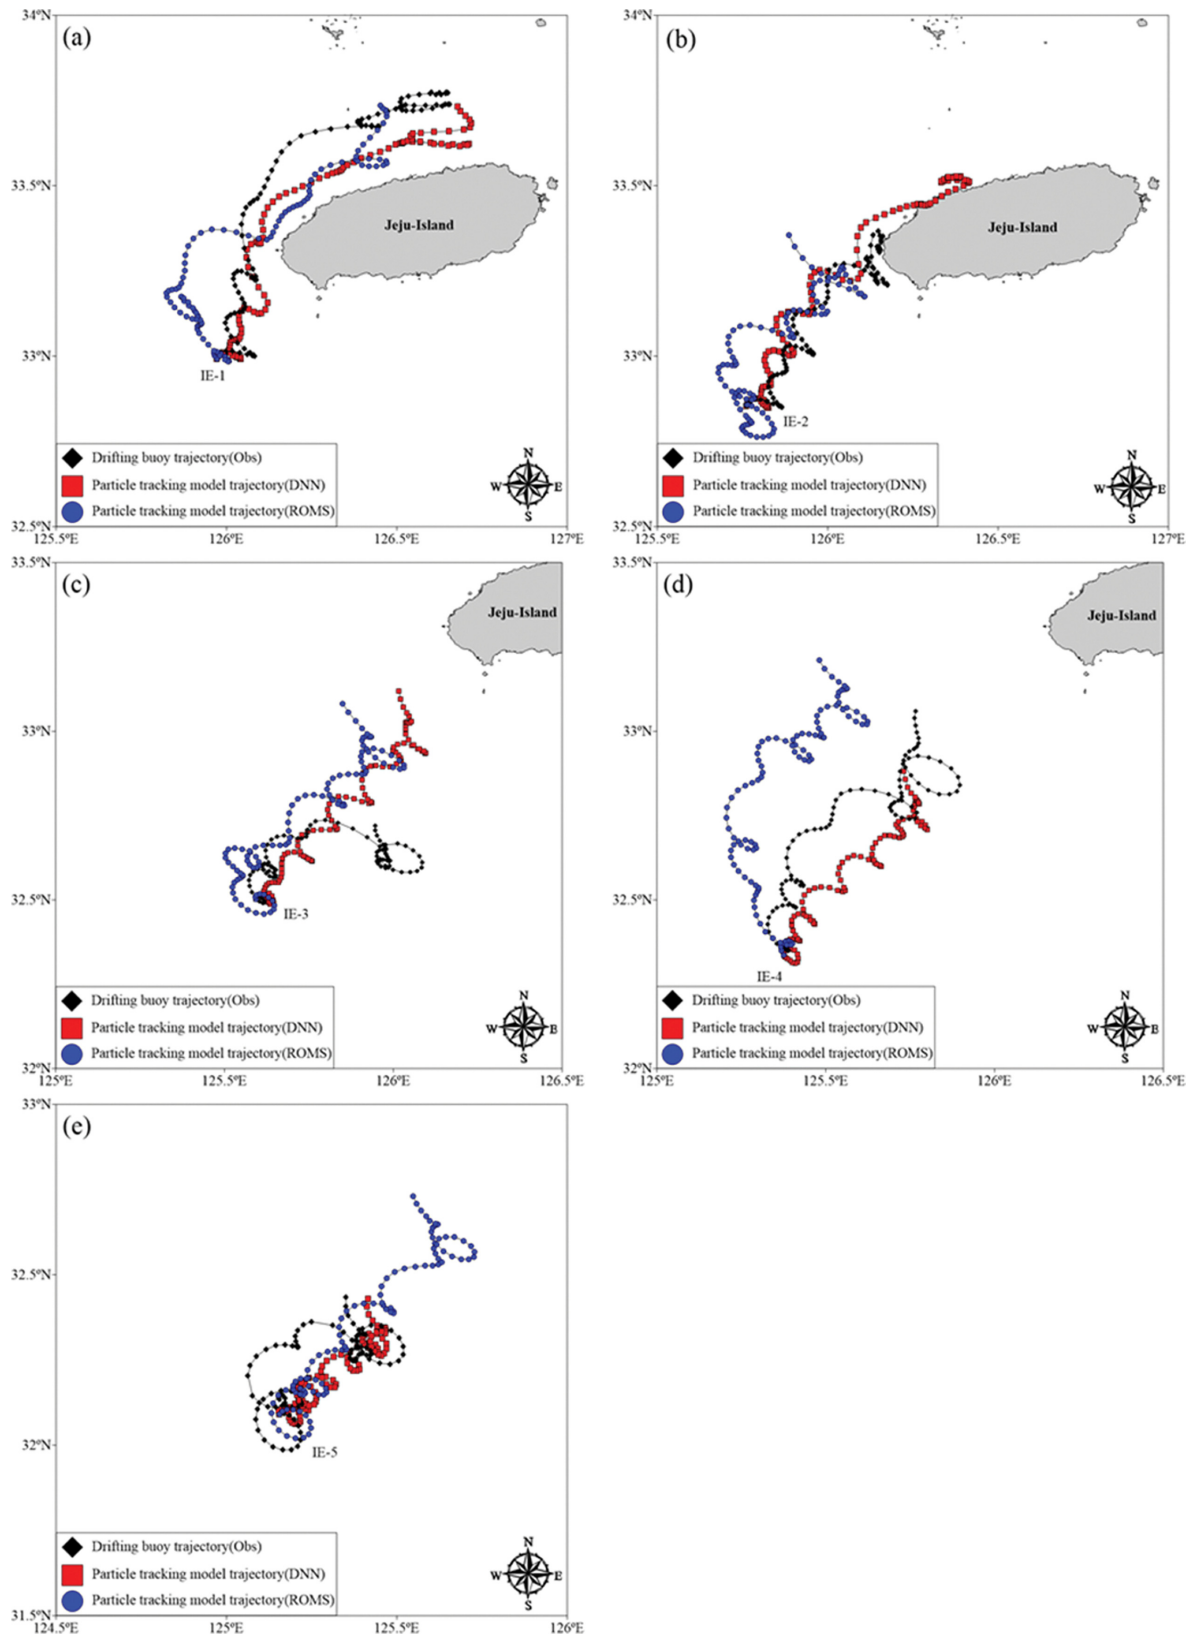 34°N
(a)
33.5°N
Jeju-Island
33°N
IE-1
Drifting buoy trajectory(Obs)
Particle tracking model trajectory(DNN)
Particle tracking model trajectory(ROMS)
N
W E
S
32.5°N
125.5°E 126°E 126.5°E 127°E
34°N
(b)
33.5°N
Jeju-Island
33°N
IE-2
Drifting buoy trajectory(Obs)
Particle tracking model trajectory(DNN)
Particle tracking model trajectory(ROMS)
N
W E
S
32.5°N
125.5°E 126°E 126.5°E 127°E
33.5°N
(c)
Jeju-Island
33°N
32.5°N
IE-3
Drifting buoy trajectory(Obs)
Particle tracking model trajectory(DNN)
Particle tracking model trajectory(ROMS)
N
W E
S
32°N
125°E 125.5°E 126°E 126.5°E
33.5°N
(d)
Jeju-Island
33°N
32.5°N
IE-4
Drifting buoy trajectory(Obs)
Particle tracking model trajectory(DNN)
Particle tracking model trajectory(ROMS)
N
W E
S
32°N
125°E 125.5°E 126°E 126.5°E
33°N
(e)
32.5°N
32°N
IE-5
Drifting buoy trajectory(Obs)
Particle tracking model trajectory(DNN)
Particle tracking model trajectory(ROMS)
N
W E
S
31.5°N
124.5°E 125°E 125.5°E 126°E